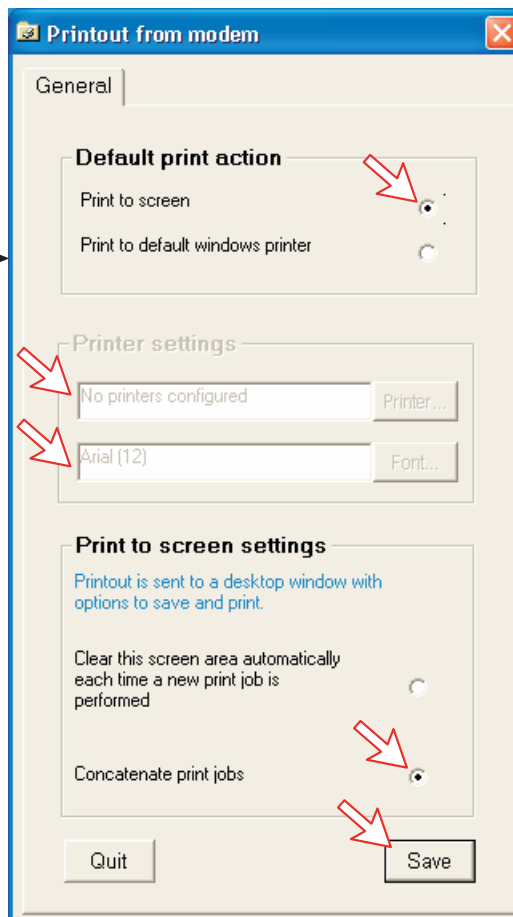 Printout from modem
General
Default print action
Print to screen
Print to default windows printer
Printer settings
No printers configured
Printer...
Arial (12)
Font...
Print to screen settings
Printout is sent to a desktop window with
options to save and print.
Clear this screen area automatically
each time a new print job is
performed
Concatenate print jobs
Quit
Save